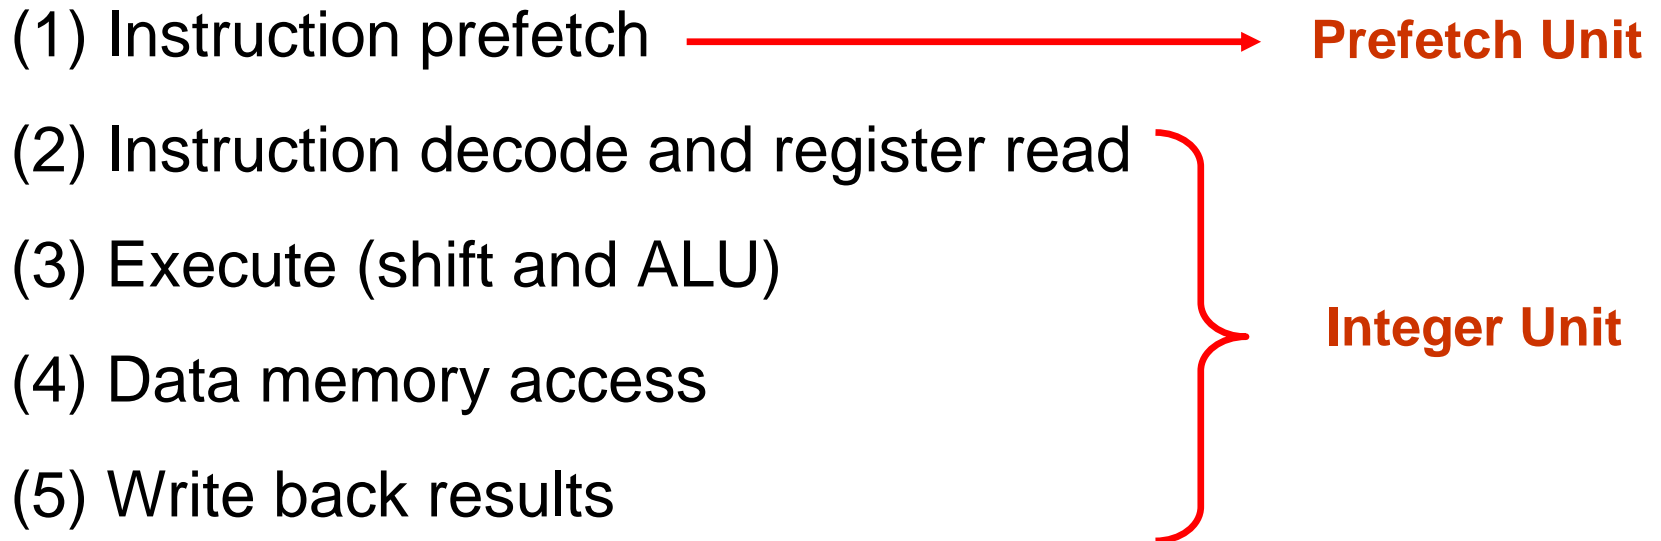 (1) Instruction prefetch
Prefetch Unit
(2) Instruction decode and register read
(3) Execute (shift and ALU)
Integer Unit
(4) Data memory access
(5) Write back results